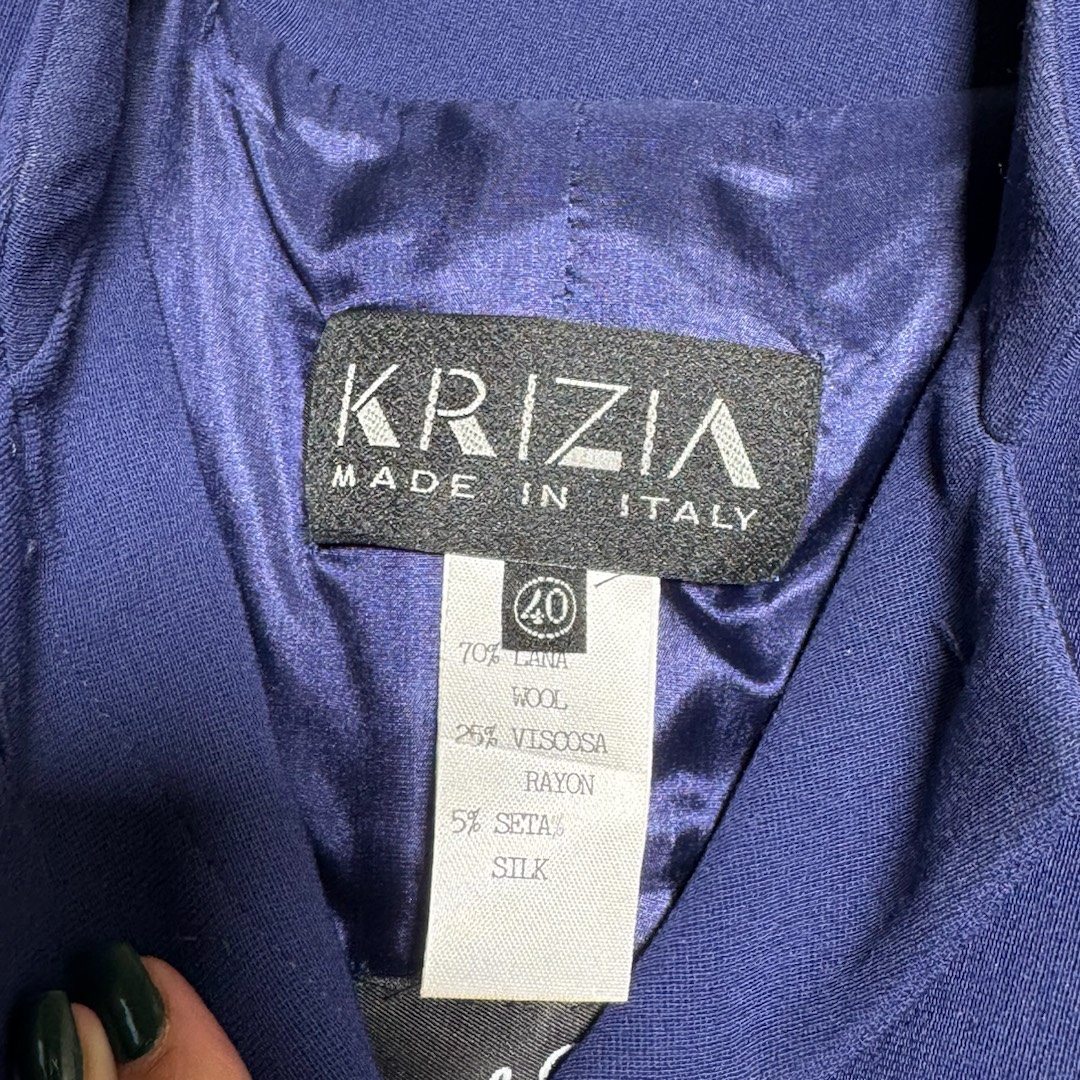 KRIZIA
MADE IN ITALY
40
70% LANA
WOOL
25% VISCOSA
RAYON
5% SETA%
SILK